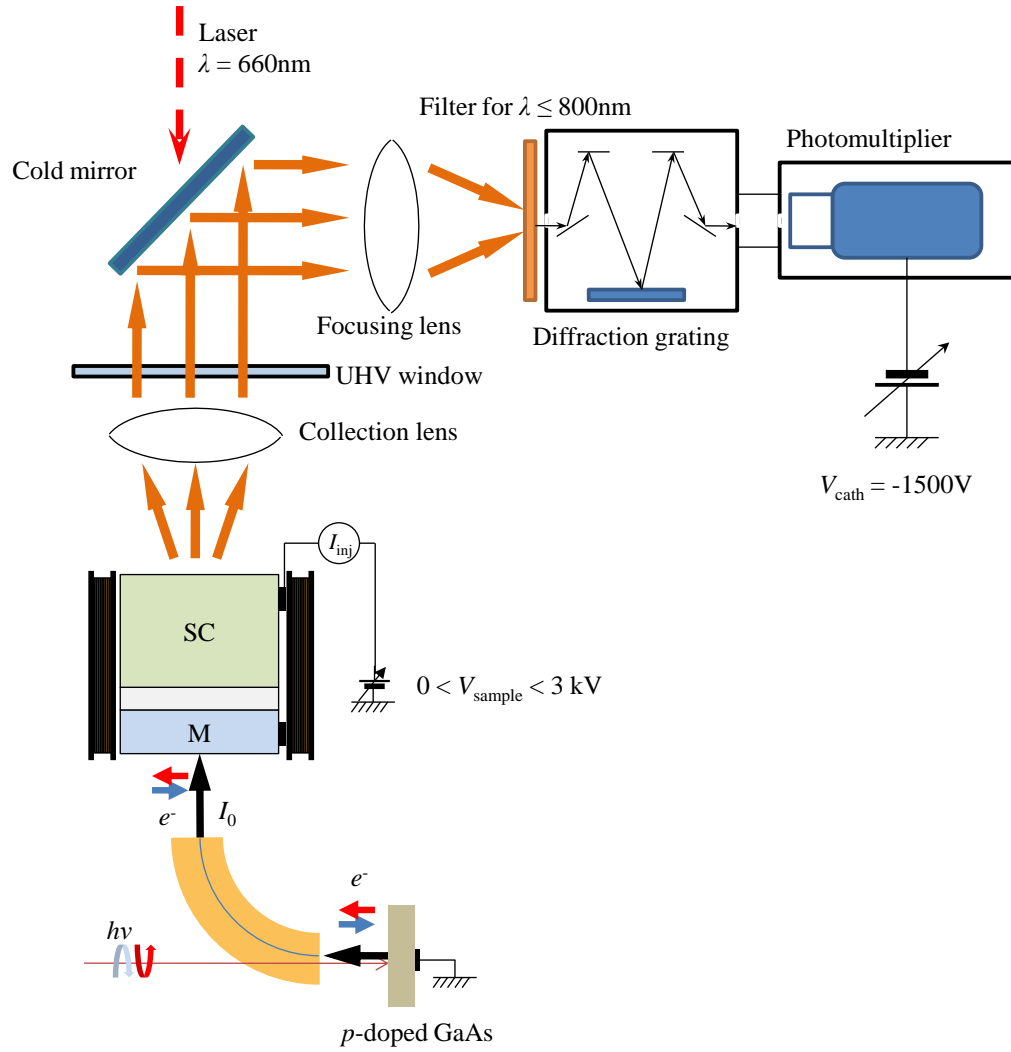 Laser
λ = 660nm
Filter for λ ≤ 800nm
Photomultiplier
Cold mirror
Focusing lens
Diffraction grating
UHV window
Collection lens
V_cath = -1500V
I_inj
SC
0 < V_sample < 3 kV
M
e⁻
I₀
e⁻
hν
p-doped GaAs